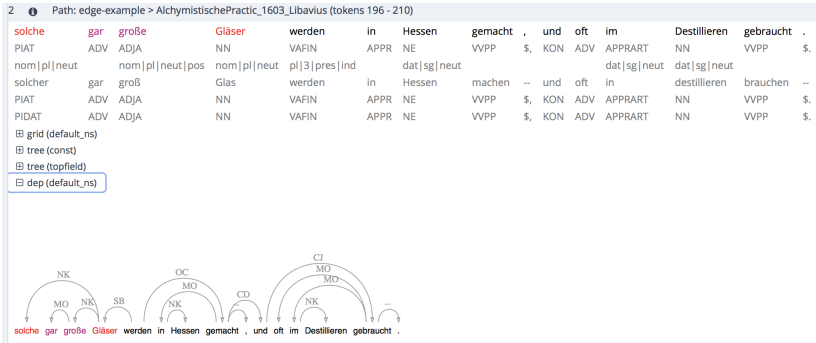 2 Path: edge-example > AlchymistischePractic_1603_Libavius (tokens 196 - 210)
solche gar große Gläser werden in Hessen gemacht , und oft im Destillieren gebraucht .
PIAT ADV ADJA NN VAFIN APPR NE VVPP $, KON ADV APPRART NN VVPP $.
nom|pl|neut nom|pl|neut|pos nom|pl|neut pl|3|pres|ind dat|sg|neut dat|sg|neut dat|sg|neut
solcher gar groß Glas werden in Hessen machen -- und oft in destillieren brauchen --
PIAT ADV ADJA NN VAFIN APPR NE VVPP $, KON ADV APPRART NN VVPP $.
PIDAT ADV ADJA NN VAFIN APPR NE VVPP $, KON ADV APPRART NN VVPP $.
grid (default_ns)
tree (const)
tree (topfield)
dep (default_ns)
CJ
NK OC MO
MO MO
MO NK SB NK CD -- NK --
solche gar große Gläser werden in Hessen gemacht , und oft im Destillieren gebraucht .